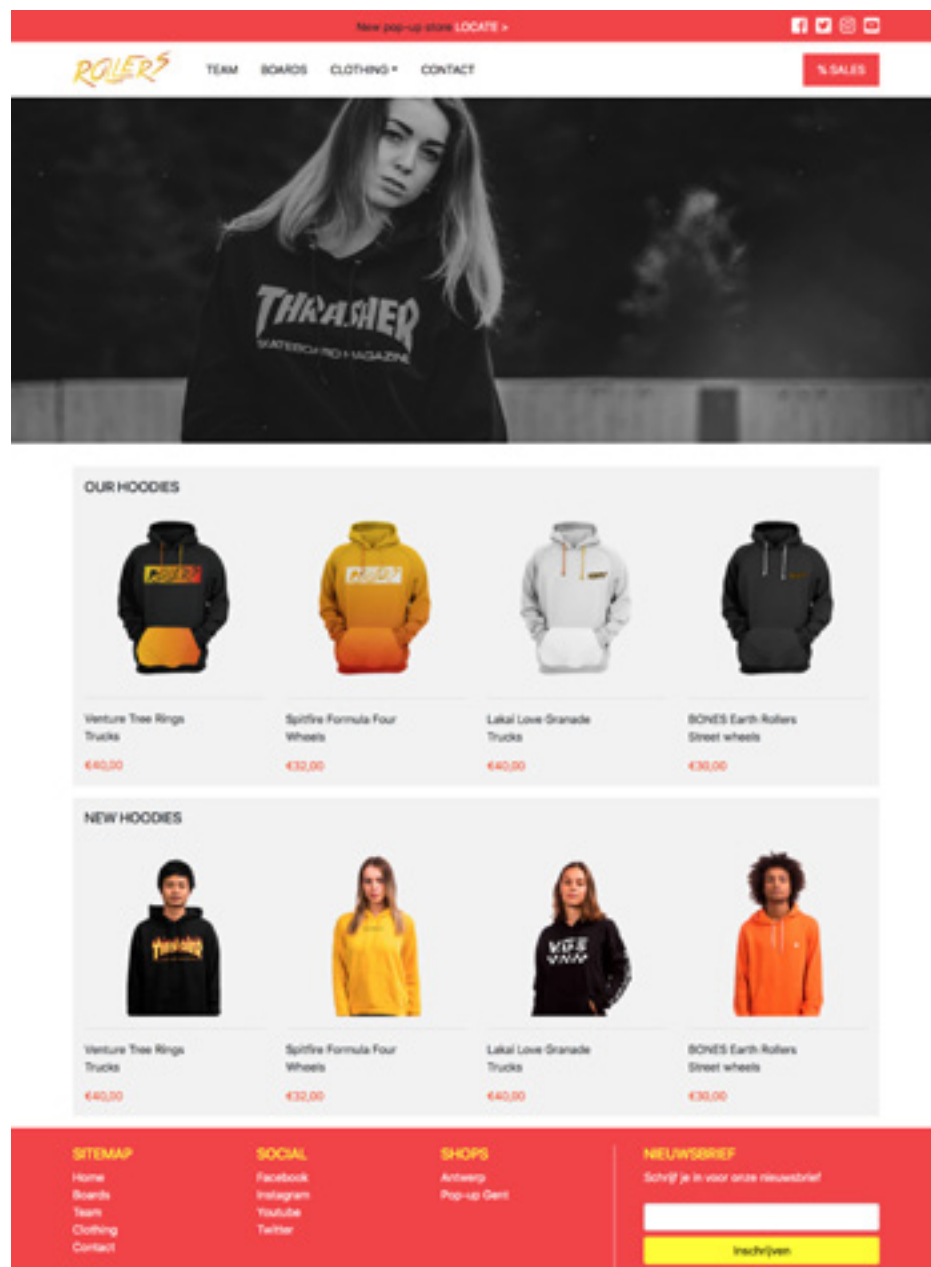 New pop-up store LOCATE >
ROLLERS
TEAM BOARDS CLOTHING CONTACT
% SALES
THRASHER
SKATEBOARD MAGAZINE
OUR HOODIES
Venture Tree Rings
Trucks
€40,00
Spitfire Formula Four
Wheels
€32,00
Lakai Love Granade
Trucks
€40,00
BONES Earth Rollers
Street wheels
€30,00
NEW HOODIES
THRASHER
Venture Tree Rings
Trucks
€40,00
Spitfire Formula Four
Wheels
€32,00
Lakai Love Granade
Trucks
€40,00
BONES Earth Rollers
Street wheels
€30,00
SITEMAP
Home
Boards
Team
Clothing
Contact
SOCIAL
Facebook
Instagram
Youtube
Twitter
SHOPS
Antwerp
Pop-up Gent
NIEUWSBRIEF
Schrijf je in voor onze nieuwsbrief
Inschrijven